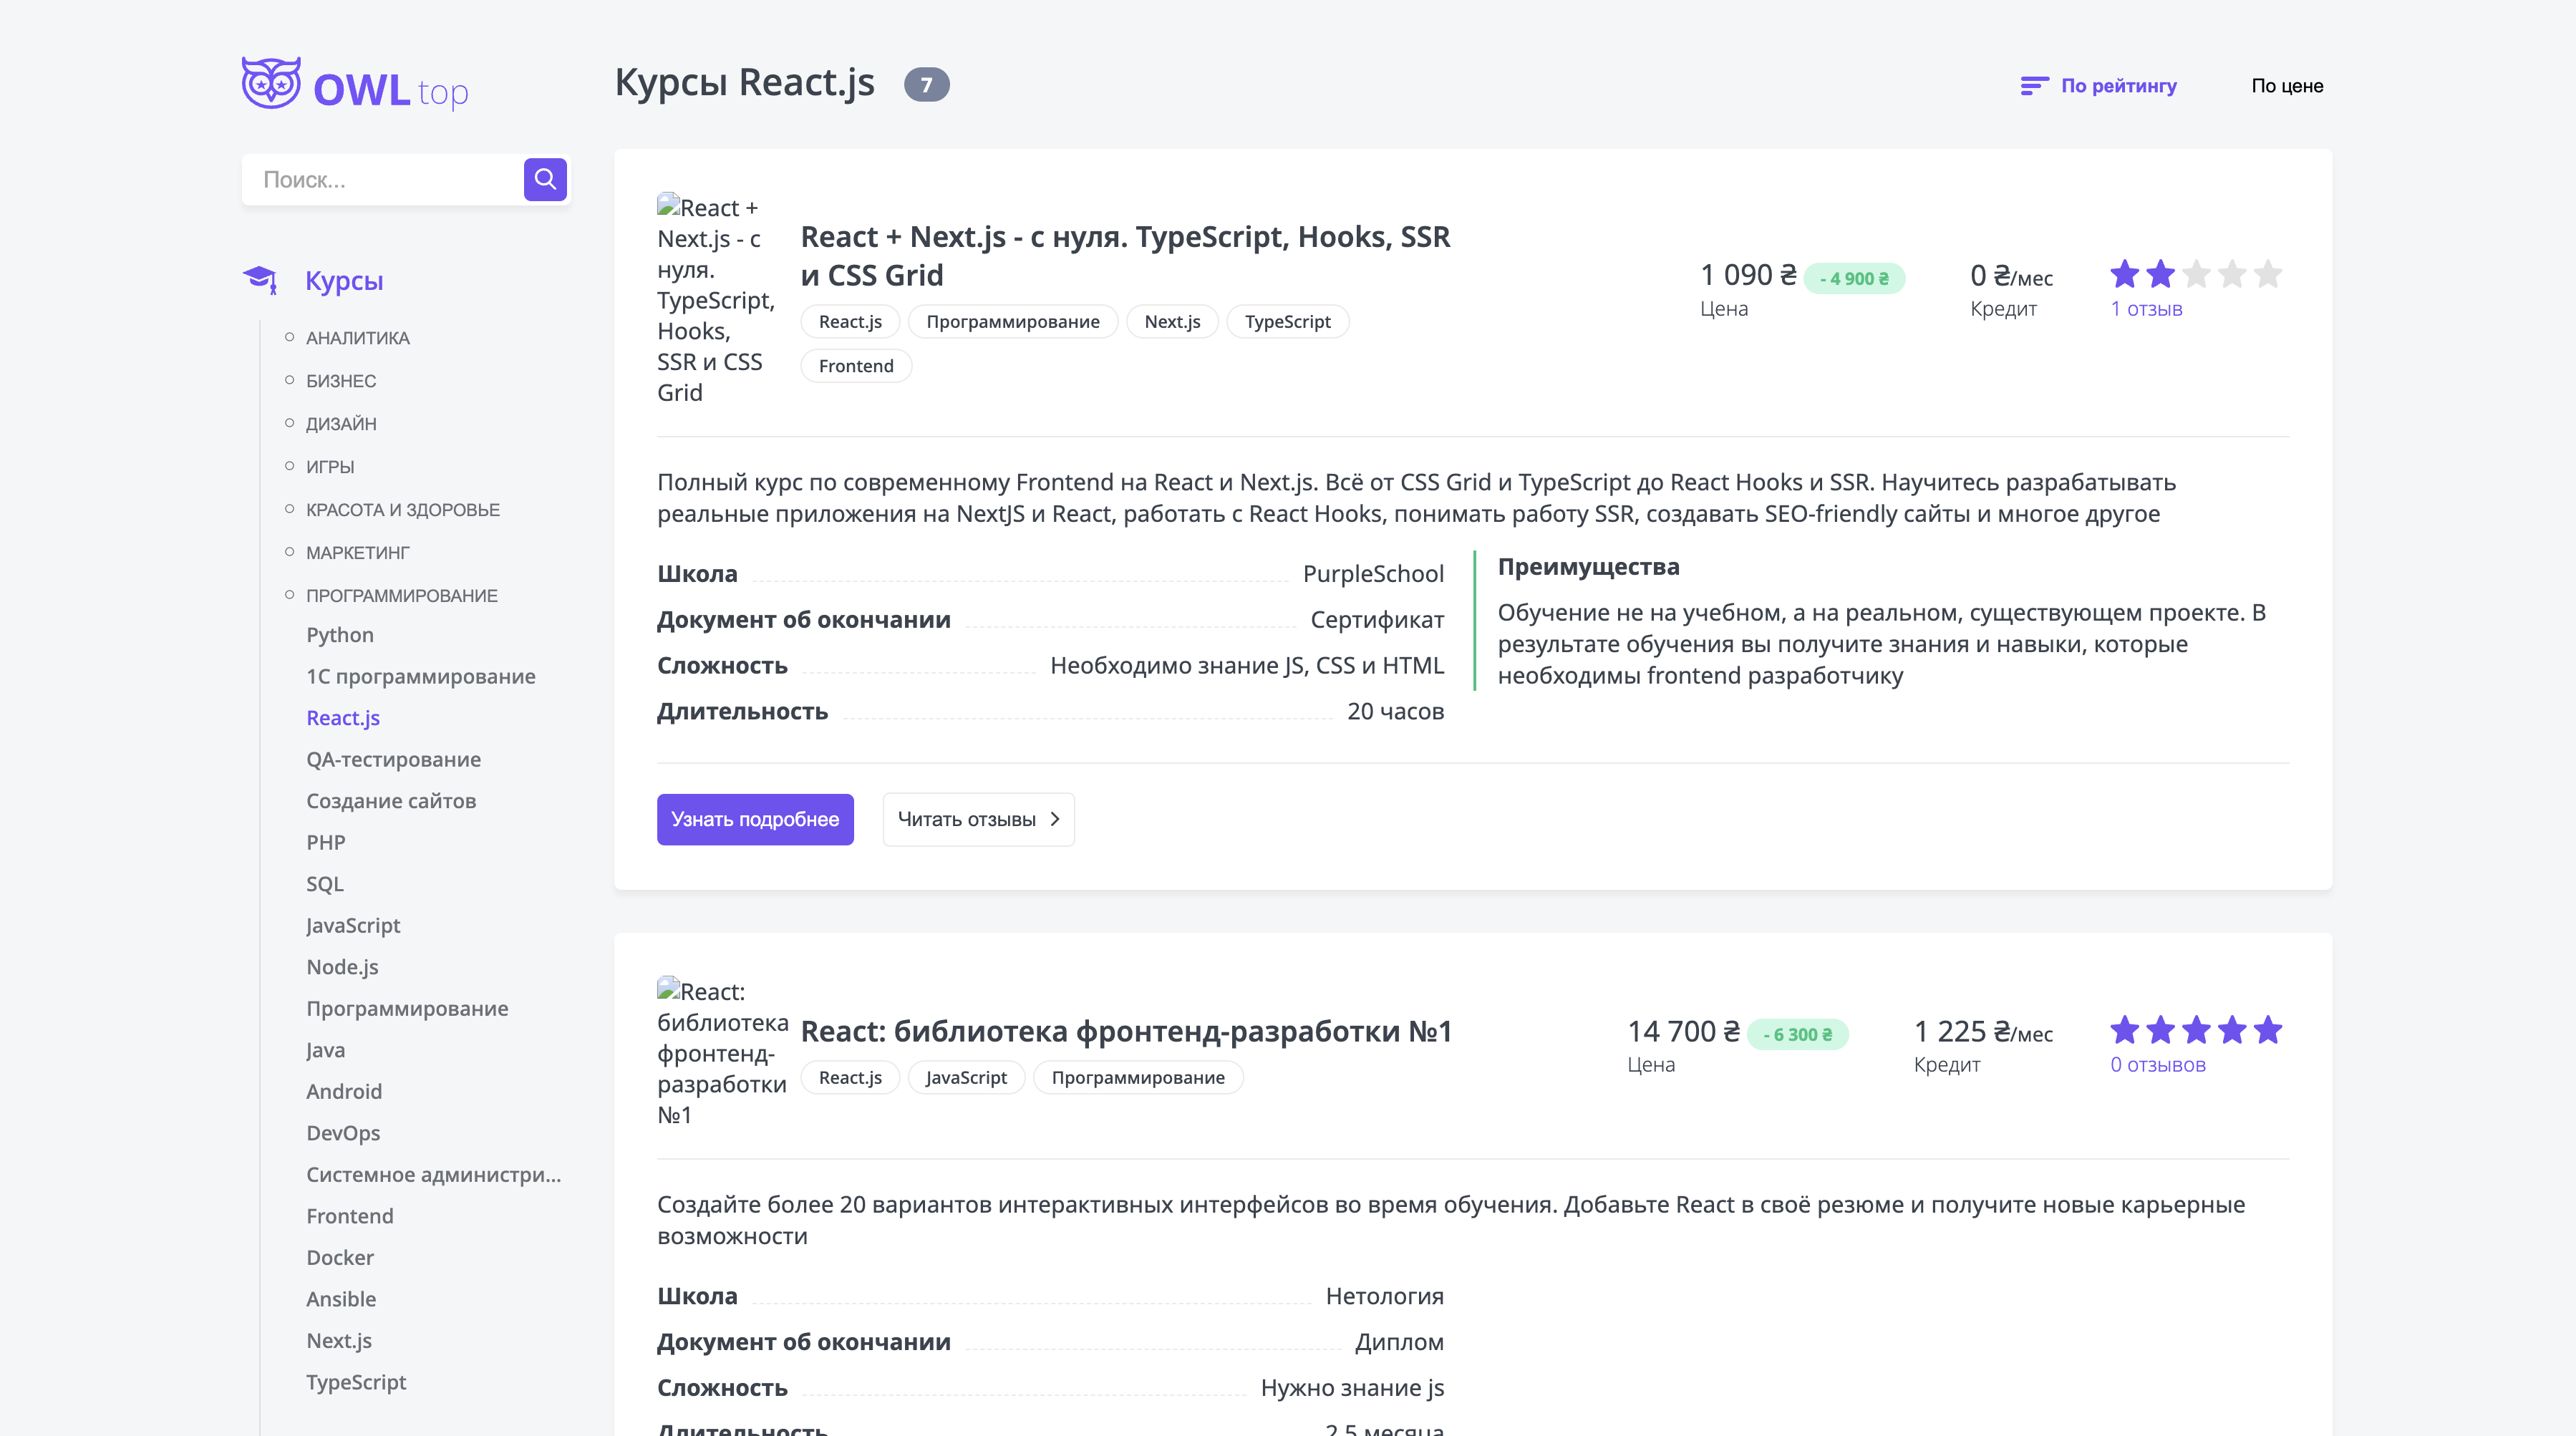 OWL top
Поиск...
Курсы
АНАЛИТИКА
БИЗНЕС
ДИЗАЙН
ИГРЫ
КРАСОТА И ЗДОРОВЬЕ
МАРКЕТИНГ
ПРОГРАММИРОВАНИЕ
Python
1С программирование
React.js
QA-тестирование
Создание сайтов
PHP
SQL
JavaScript
Node.js
Программирование
Java
Android
DevOps
Системное администри...
Frontend
Docker
Ansible
Next.js
TypeScript
Курсы React.js 7
По рейтингу По цене
React +
Next.js - с
нуля.
TypeScript,
Hooks,
SSR и CSS
Grid
React + Next.js - с нуля. TypeScript, Hooks, SSR
и CSS Grid
React.js Программирование Next.js TypeScript
Frontend
1 090 ₴ - 4 900 ₴
Цена
0 ₴/мес
Кредит
1 отзыв
Полный курс по современному Frontend на React и Next.js. Всё от CSS Grid и TypeScript до React Hooks и SSR. Научитесь разрабатывать
реальные приложения на NextJS и React, работать с React Hooks, понимать работу SSR, создавать SEO-friendly сайты и многое другое
Школа PurpleSchool
Документ об окончании Сертификат
Сложность Необходимо знание JS, CSS и HTML
Длительность 20 часов
Преимущества
Обучение не на учебном, а на реальном, существующем проекте. В
результате обучения вы получите знания и навыки, которые
необходимы frontend разработчику
Узнать подробнее Читать отзывы
React:
библиотека
фронтенд-
разработки
№1
React: библиотека фронтенд-разработки №1
React.js JavaScript Программирование
14 700 ₴ - 6 300 ₴
Цена
1 225 ₴/мес
Кредит
0 отзывов
Создайте более 20 вариантов интерактивных интерфейсов во время обучения. Добавьте React в своё резюме и получите новые карьерные
возможности
Школа Нетология
Документ об окончании Диплом
Сложность Нужно знание js
Длительность 2,5 месяца